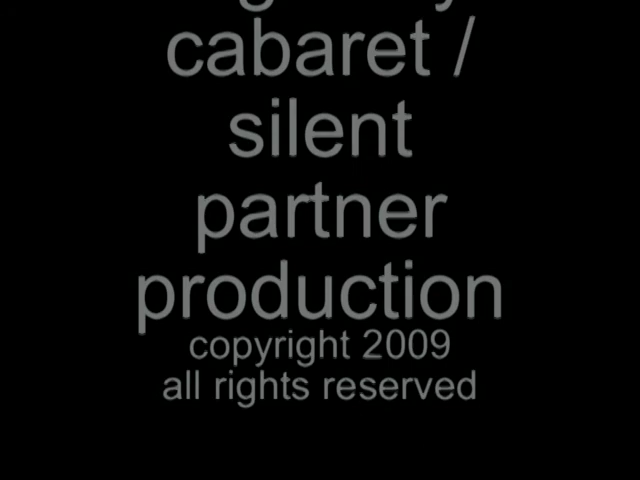 cabaret /
silent
partner
production
copyright 2009
all rights reserved